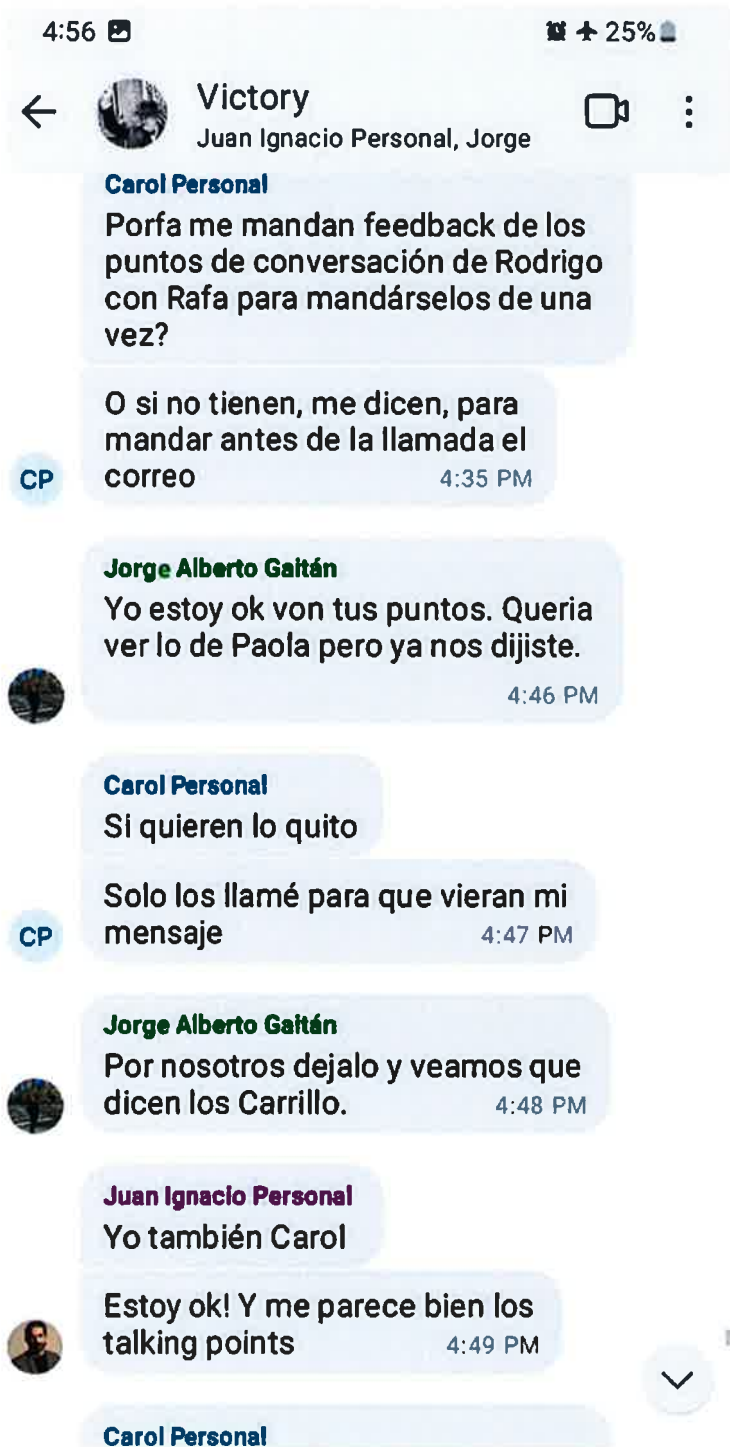 4:56
25%
Victory
Juan Ignacio Personal, Jorge
Carol Personal
Porfa me mandan feedback de los
puntos de conversación de Rodrigo
con Rafa para mandárselos de una
vez?
O si no tienen, me dicen, para
mandar antes de la llamada el
correo 4:35 PM
CP
Jorge Alberto Gaitán
Yo estoy ok von tus puntos. Queria
ver lo de Paola pero ya nos dijiste.
4:46 PM
Carol Personal
Si quieren lo quito
Solo los llamé para que vieran mi
mensaje 4:47 PM
CP
Jorge Alberto Gaitán
Por nosotros dejalo y veamos que
dicen los Carrillo. 4:48 PM
Juan Ignacio Personal
Yo también Carol
Estoy ok! Y me parece bien los
talking points 4:49 PM
Carol Personal